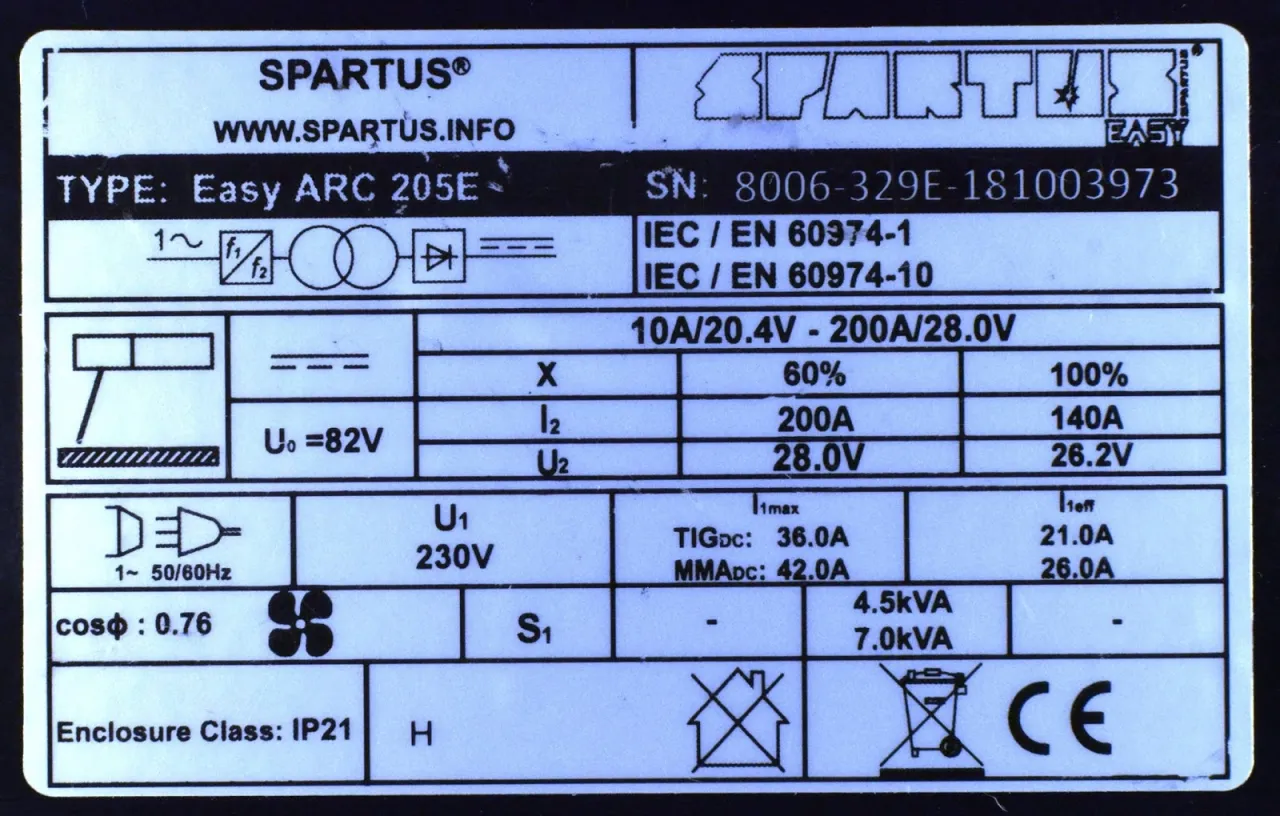 SPARTUS®
WWW.SPARTUS.INFO
SPARTUS
SPARTUS®
EASY
TYPE: Easy ARC 205E
SN: 8006-329E-181003973
1~
f1/f2
IEC / EN 60974-1
IEC / EN 60974-10
10A/20.4V - 200A/28.0V
X 60% 100%
I2 200A 140A
U0 =82V
U2 28.0V 26.2V
1~ 50/60Hz
U1
230V
I1max
TIGDC: 36.0A
MMADC: 42.0A
I1eff
21.0A
26.0A
cosϕ : 0.76
S1
-
4.5kVA
7.0kVA
-
Enclosure Class: IP21
H
CE